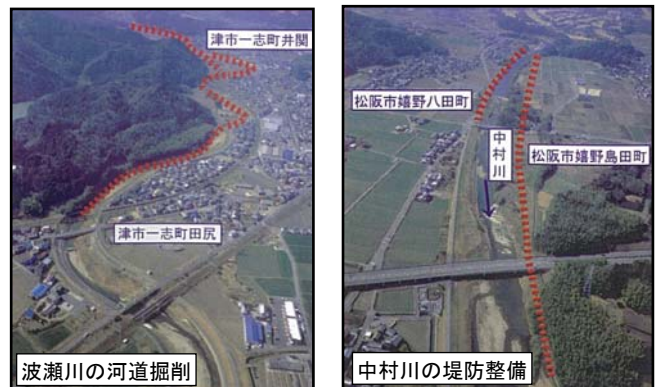 津市一志町井関
津市一志町田尻
波瀬川の河道掘削
松阪市嬉野八田町
中村川
松阪市嬉野島田町
中村川の堤防整備